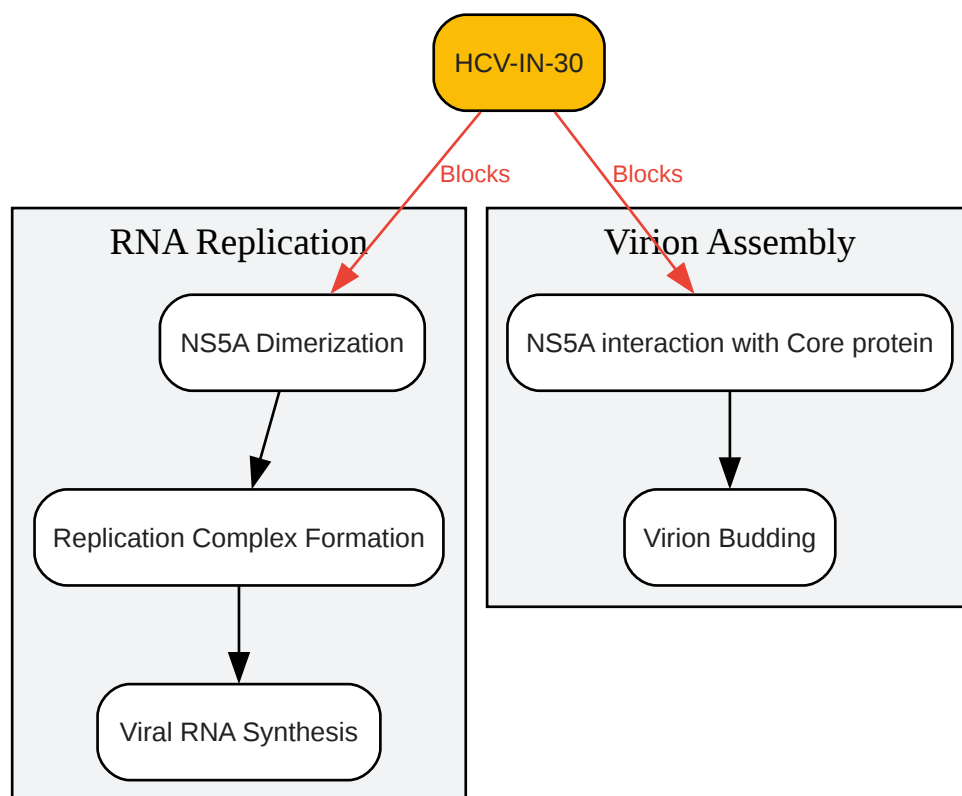 HCV-IN-30
Blocks
Blocks
RNA Replication
NS5A Dimerization
Replication Complex Formation
Viral RNA Synthesis
Virion Assembly
NS5A interaction with Core protein
Virion Budding